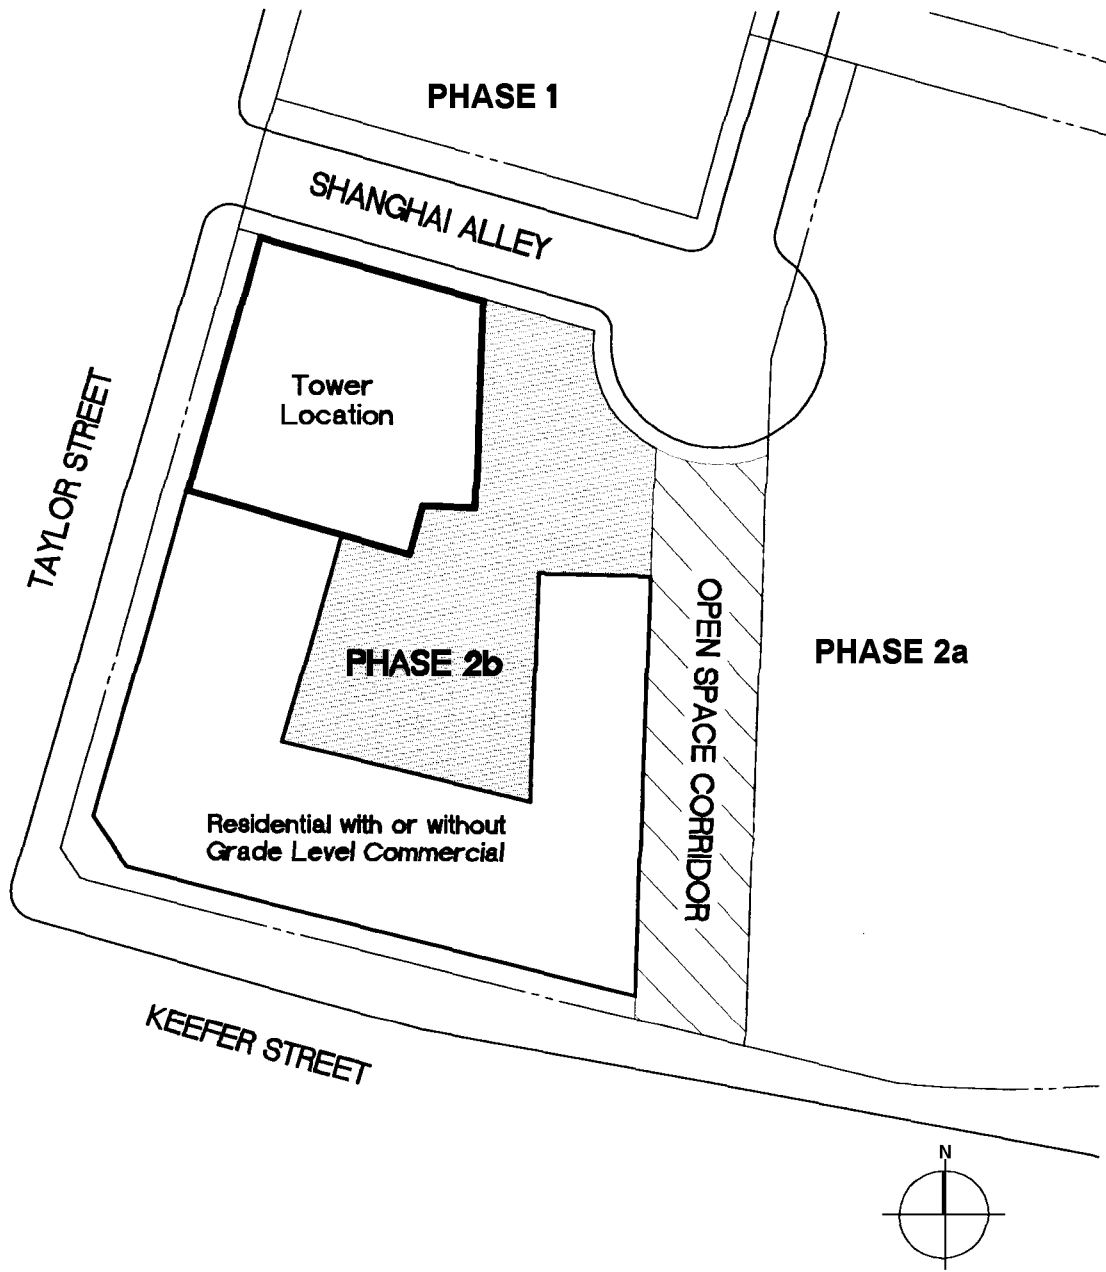 PHASE 1
SHANGHAI ALLEY
Tower
Location
TAYLOR STREET
PHASE 2b
OPEN SPACE CORRIDOR
PHASE 2a
Residential with or without
Grade Level Commercial
KEEFER STREET
N